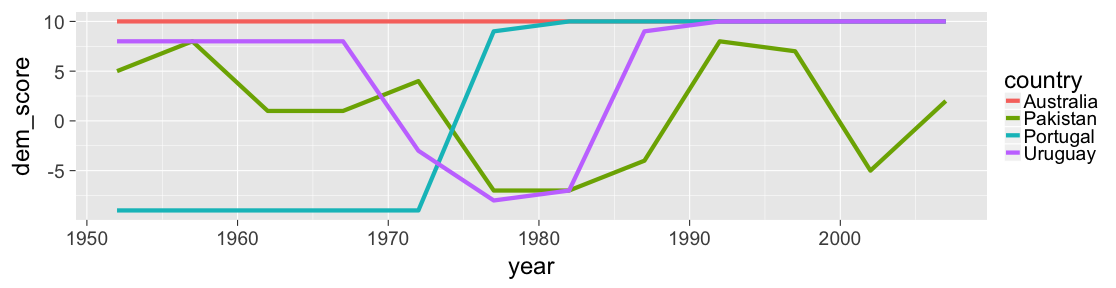 10
5
0
-5
dem_score
1950 1960 1970 1980 1990 2000
year
country
Australia
Pakistan
Portugal
Uruguay